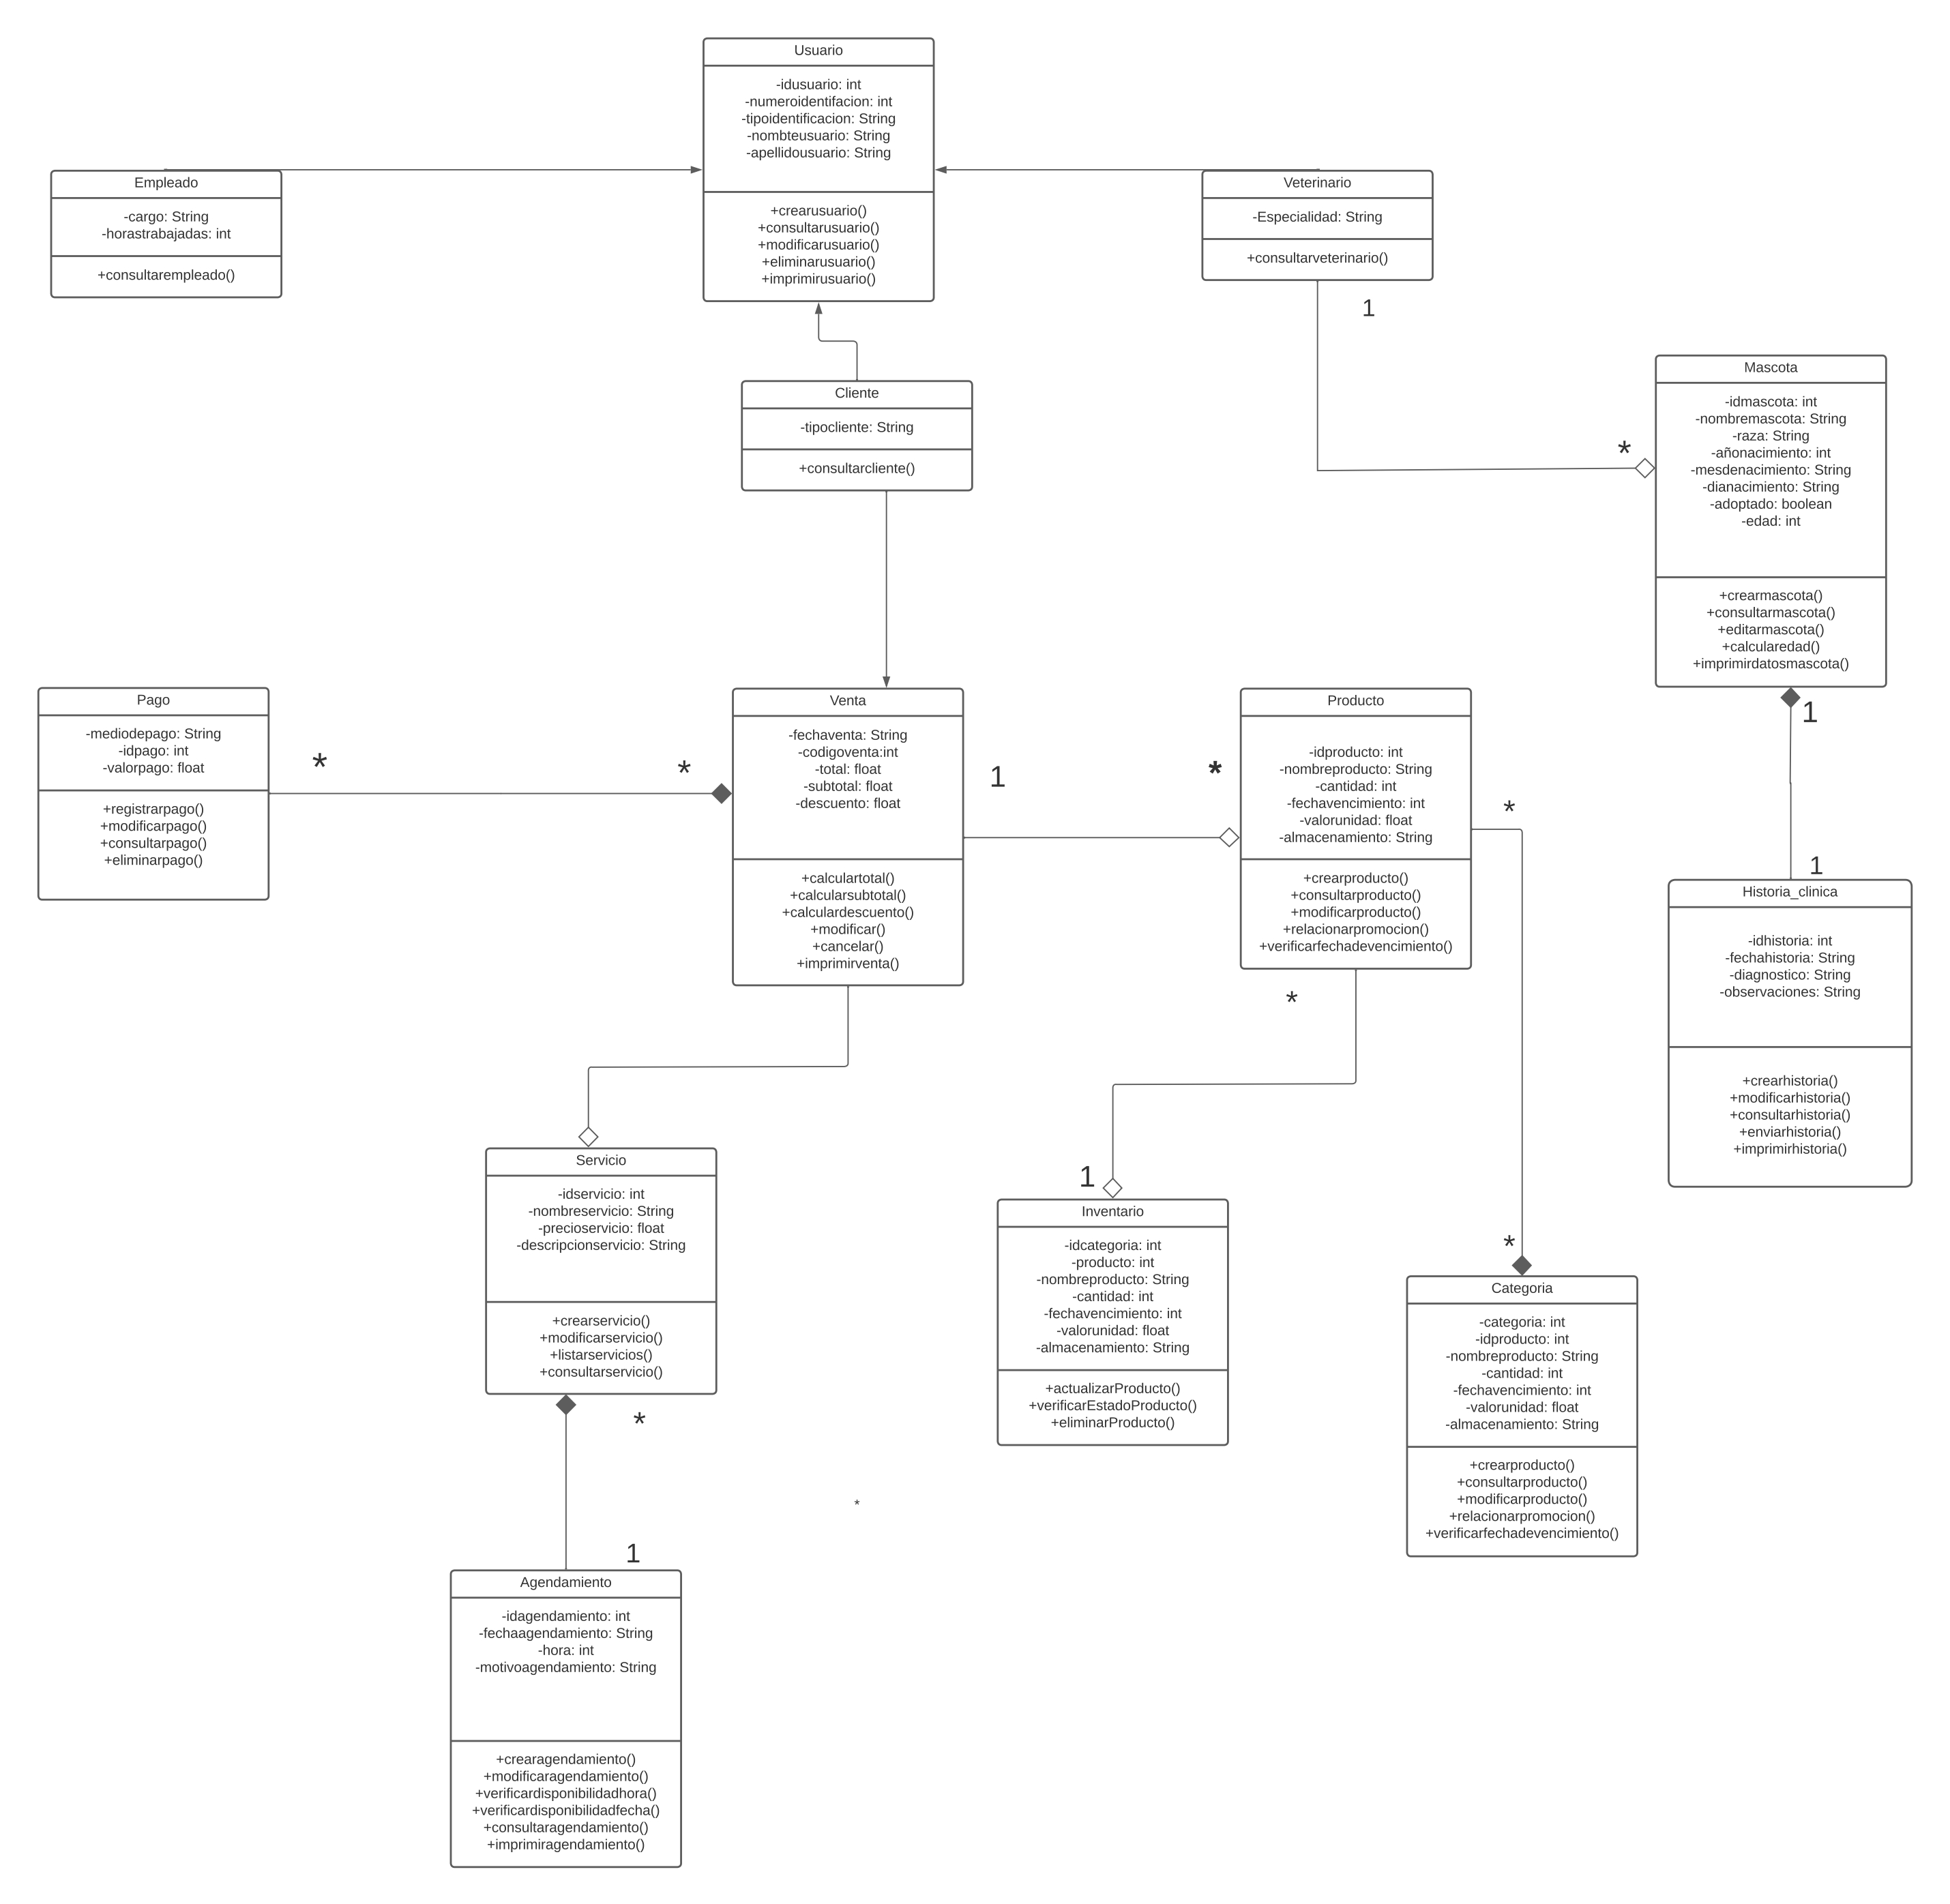 Usuario
-idusuario: int
-numeroidentifacion: int
-tipoidentificacion: String
-nombteusuario: String
-apellidousuario: String
+crearusuario()
+consultarusuario()
+modificarusuario()
+eliminarusuario()
+imprimirusuario()
Empleado
-cargo: String
-horastrabajadas: int
+consultarempleado()
Veterinario
-Especialidad: String
+consultarveterinario()
1
*
Cliente
-tipocliente: String
+consultarcliente()
Mascota
-idmascota: int
-nombremascota: String
-raza: String
-añonacimiento: int
-mesdenacimiento: String
-dianacimiento: String
-adoptado: boolean
-edad: int
+crearmascota()
+consultarmascota()
+editarmascota()
+calcularedad()
+imprimirdatosmascota()
1
1
Pago
-mediodepago: String
-idpago: int
-valorpago: float
+registrarpago()
+modificarpago()
+consultarpago()
+eliminarpago()
*
*
Venta
-fechaventa: String
-codigoventa:int
-total: float
-subtotal: float
-descuento: float
+calculartotal()
+calcularsubtotal()
+calculardescuento()
+modificar()
+cancelar()
+imprimirventa()
1
*
Producto
-idproducto: int
-nombreproducto: String
-cantidad: int
-fechavencimiento: int
-valorunidad: float
-almacenamiento: String
+crearproducto()
+consultarproducto()
+modificarproducto()
+relacionarpromocion()
+verificarfechadevencimiento()
*
*
1
*
Historia_clinica
-idhistoria: int
-fechahistoria: String
-diagnostico: String
-observaciones: String
+crearhistoria()
+modificarhistoria()
+consultarhistoria()
+enviarhistoria()
+imprimirhistoria()
Servicio
-idservicio: int
-nombreservicio: String
-precioservicio: float
-descripcionservicio: String
+crearservicio()
+modificarservicio()
+listarservicios()
+consultarservicio()
*
1
Inventario
-idcategoria: int
-producto: int
-nombreproducto: String
-cantidad: int
-fechavencimiento: int
-valorunidad: float
-almacenamiento: String
+actualizarProducto()
+verificarEstadoProducto()
+eliminarProducto()
Categoria
-categoria: int
-idproducto: int
-nombreproducto: String
-cantidad: int
-fechavencimiento: int
-valorunidad: float
-almacenamiento: String
+crearproducto()
+consultarproducto()
+modificarproducto()
+relacionarpromocion()
+verificarfechadevencimiento()
*
Agendamiento
-idagendamiento: int
-fechaagendamiento: String
-hora: int
-motivoagendamiento: String
+crearagendamiento()
+modificaragendamiento()
+verificardisponibilidadhora()
+verificardisponibilidadfecha()
+consultaragendamiento()
+imprimiragendamiento()